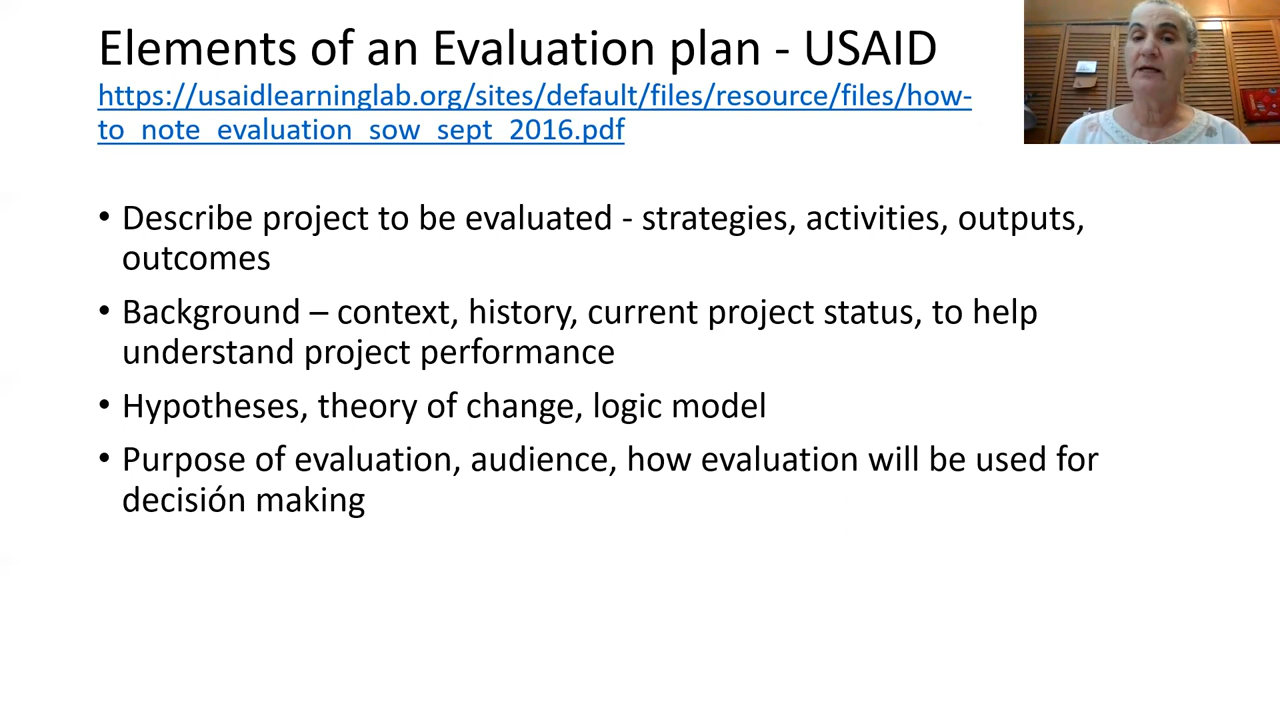 Elements of an Evaluation plan - USAID
https://usaidlearninglab.org/sites/default/files/resource/files/how-
to_note_evaluation_sow_sept_2016.pdf
• Describe project to be evaluated - strategies, activities, outputs,
outcomes
• Background – context, history, current project status, to help
understand project performance
• Hypotheses, theory of change, logic model
• Purpose of evaluation, audience, how evaluation will be used for
decisión making